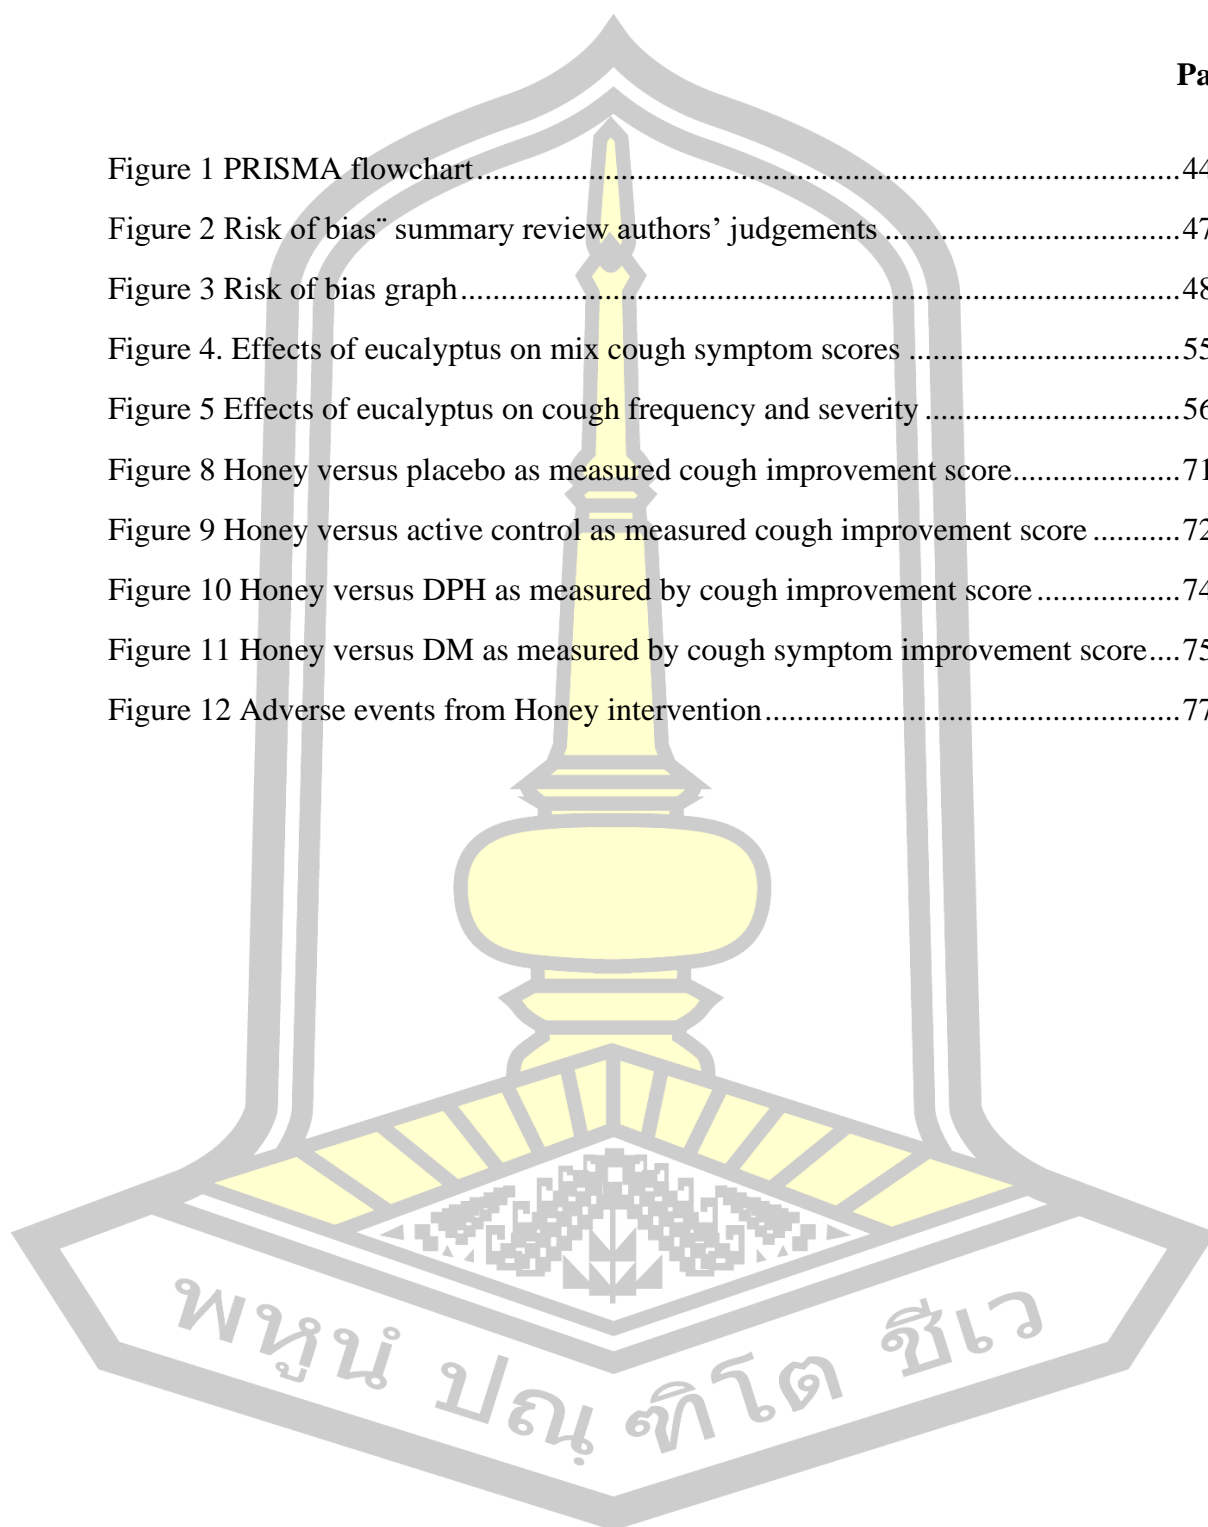 Pa
Figure 1 PRISMA flowchart..........44
Figure 2 Risk of bias¨ summary review authors’ judgements..........47
Figure 3 Risk of bias graph..........48
Figure 4. Effects of eucalyptus on mix cough symptom scores..........55
Figure 5 Effects of eucalyptus on cough frequency and severity..........56
Figure 8 Honey versus placebo as measured cough improvement score..........71
Figure 9 Honey versus active control as measured cough improvement score..........72
Figure 10 Honey versus DPH as measured by cough improvement score..........74
Figure 11 Honey versus DM as measured by cough symptom improvement score....75
Figure 12 Adverse events from Honey intervention..........77
พหูนํ ปณฺ ฑิโต ชีเว